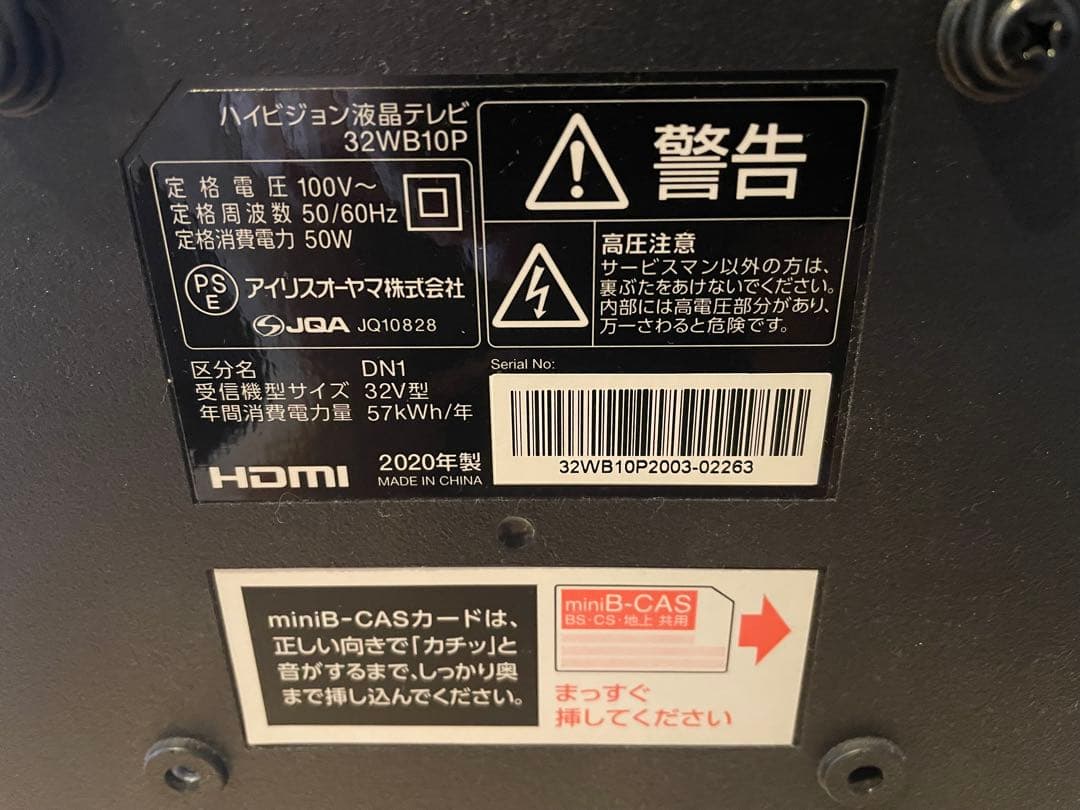 ハイビジョン液晶テレビ
32WB10P
定格電圧 100V～
定格周波数 50/60Hz
定格消費電力 50W
PSE アイリスオーヤマ株式会社
JQA JQ10828
警告
高圧注意
サービスマン以外の方は、
裏ぶたをあけないでください。
内部には高電圧部分があり、
万一さわると危険です。
区分名 DN1
受信機型サイズ 32V型
年間消費電力量 57kWh/年
HDMI
2020年製
MADE IN CHINA
Serial No:
32WB10P2003-02263
miniB-CASカードは、
正しい向きで「カチッ」と
音がするまで、しっかり奥
まで挿し込んでください。
miniB-CAS
BS・CS・地上 共用
まっすぐ
挿してください